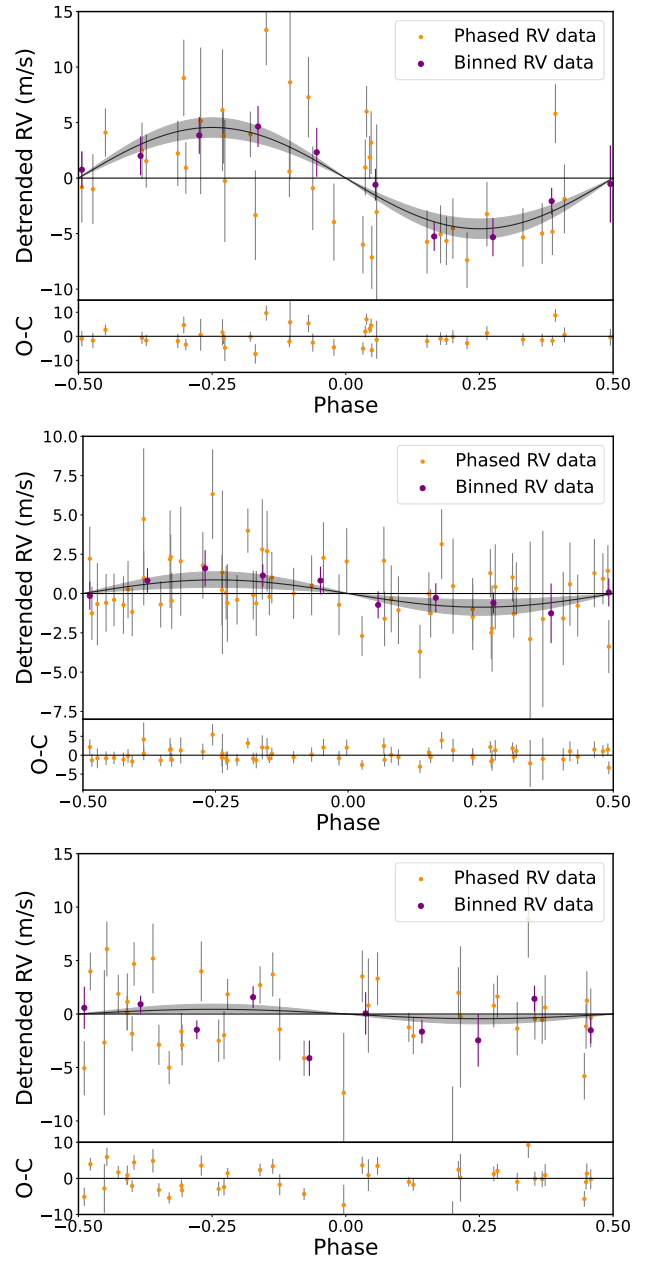 15
10
5
0
−5
−10
Detrended RV (m/s)
Phased RV data
Binned RV data
10
0
−10
O-C
−0.50 −0.25 0.00 0.25 0.50
Phase
10.0
7.5
5.0
2.5
0.0
−2.5
−5.0
−7.5
Detrended RV (m/s)
Phased RV data
Binned RV data
5
0
−5
O-C
−0.50 −0.25 0.00 0.25 0.50
Phase
15
10
5
0
−5
−10
Detrended RV (m/s)
Phased RV data
Binned RV data
10
0
−10
O-C
−0.50 −0.25 0.00 0.25 0.50
Phase